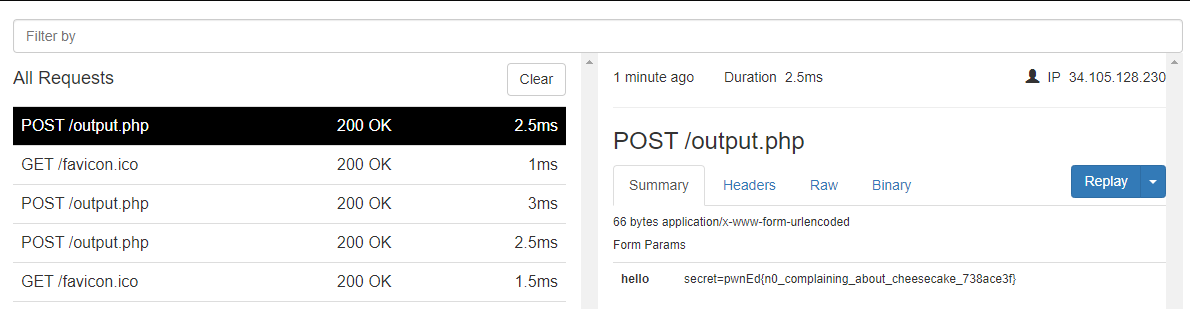 Filter by
All Requests
Clear
POST /output.php 200 OK 2.5ms
GET /favicon.ico 200 OK 1ms
POST /output.php 200 OK 3ms
POST /output.php 200 OK 2.5ms
GET /favicon.ico 200 OK 1.5ms
1 minute ago Duration 2.5ms IP 34.105.128.230
POST /output.php
Summary Headers Raw Binary Replay
66 bytes application/x-www-form-urlencoded
Form Params
hello secret=pwnEd{n0_complaining_about_cheesecake_738ace3f}